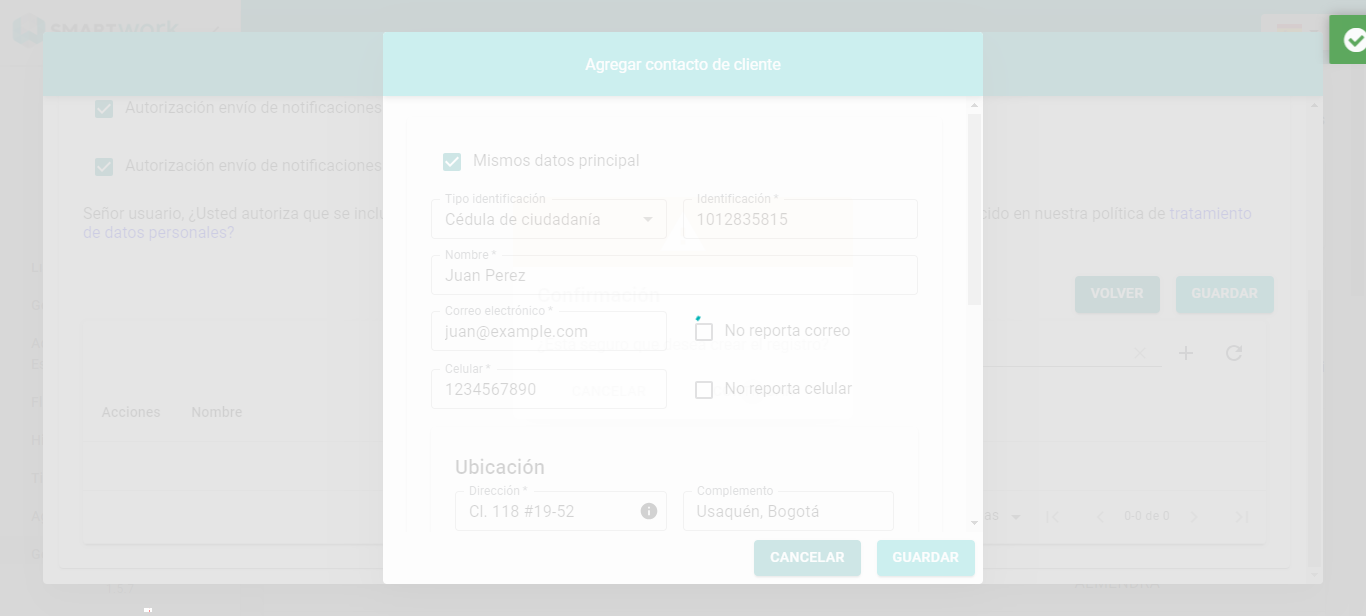 SMARTWORK
Agregar contacto de cliente
Autorización envío de notificaciones
Mismos datos principal
Autorización envío de notificaciones
Tipo identificación
Identificación *
Cédula de ciudadanía
1012835815
Señor usuario, ¿Usted autoriza que se inclu
cido en nuestra política de tratamiento
de datos personales?
Nombre *
Juan Perez
VOLVER
GUARDAR
Confirmación
Correo electrónico *
juan@example.com
No reporta correo
Celular *
1234567890
No reporta celular
CANCELAR
Acciones
Nombre
Ubicación
Dirección *
Complemento
Cl. 118 #19-52
Usaquén, Bogotá
as
0-0 de 0
CANCELAR
GUARDAR